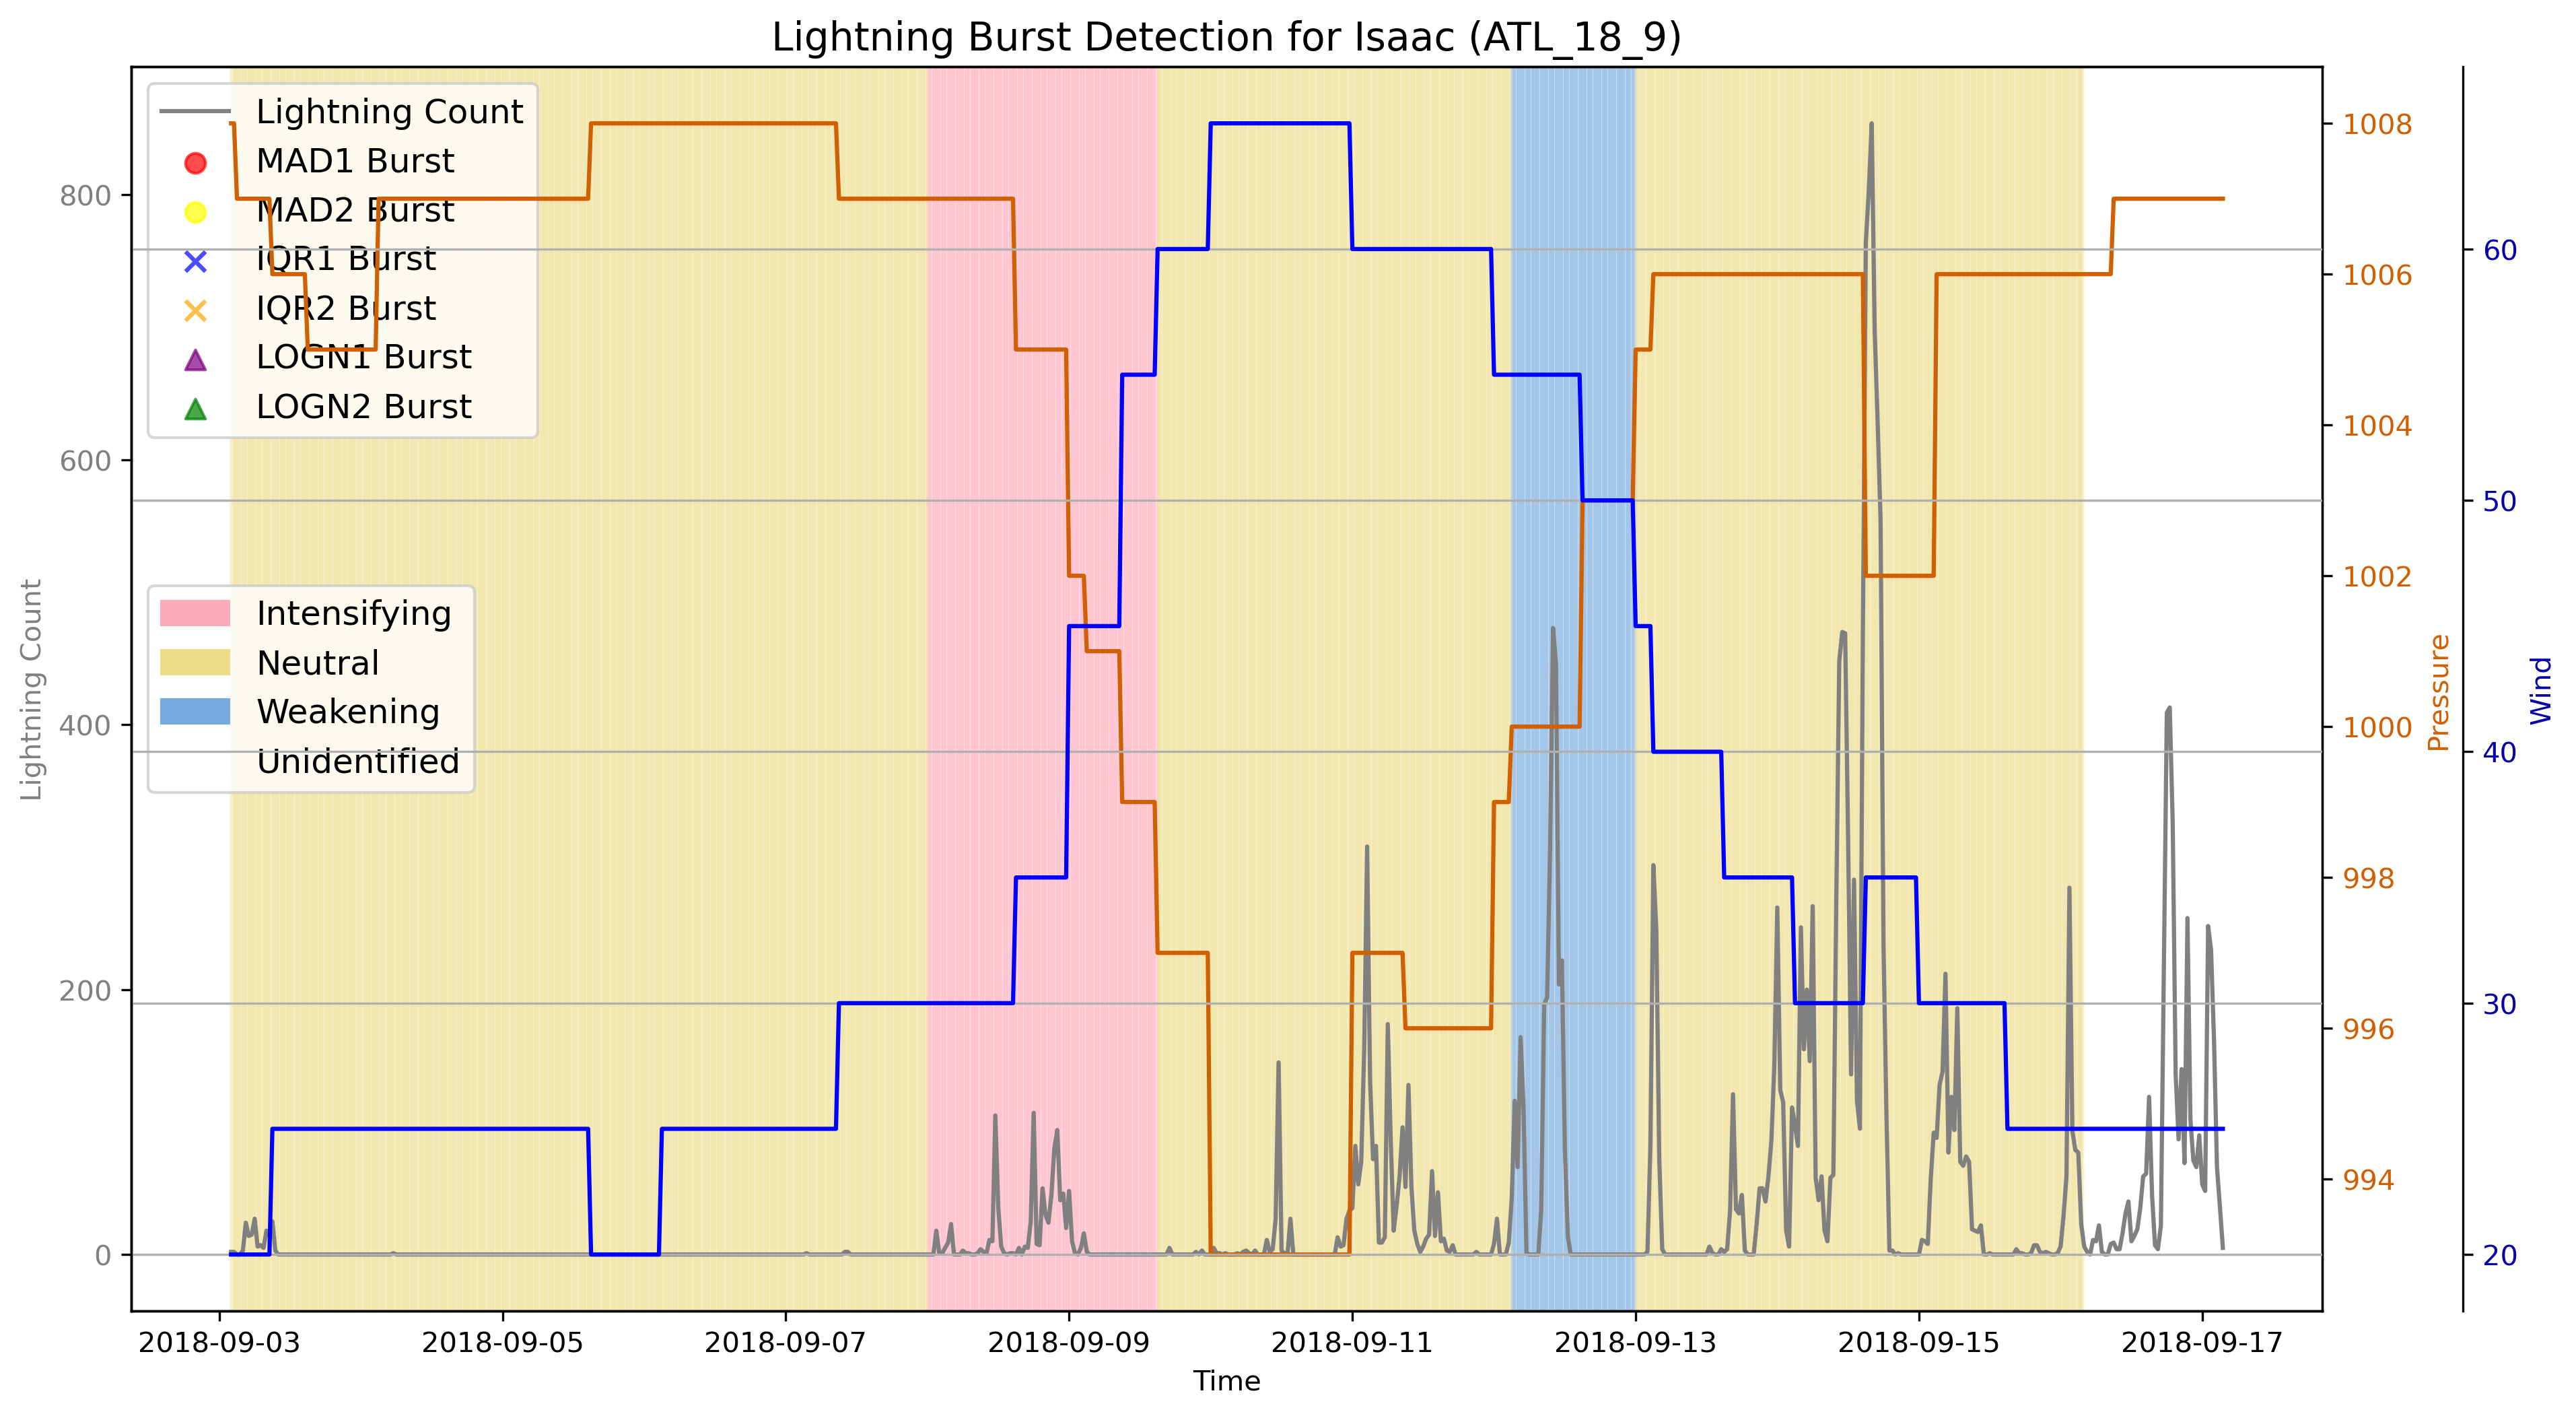 Lightning Burst Detection for Isaac (ATL_18_9)
Lightning Count
MAD1 Burst
MAD2 Burst
IQR1 Burst
IQR2 Burst
LOGN1 Burst
LOGN2 Burst
Intensifying
Neutral
Weakening
Unidentified
Lightning Count
800
600
400
200
0
1008
1006
1004
1002
1000
998
996
994
Pressure
60
50
40
30
20
Wind
2018-09-03 2018-09-05 2018-09-07 2018-09-09 2018-09-11 2018-09-13 2018-09-15 2018-09-17
Time